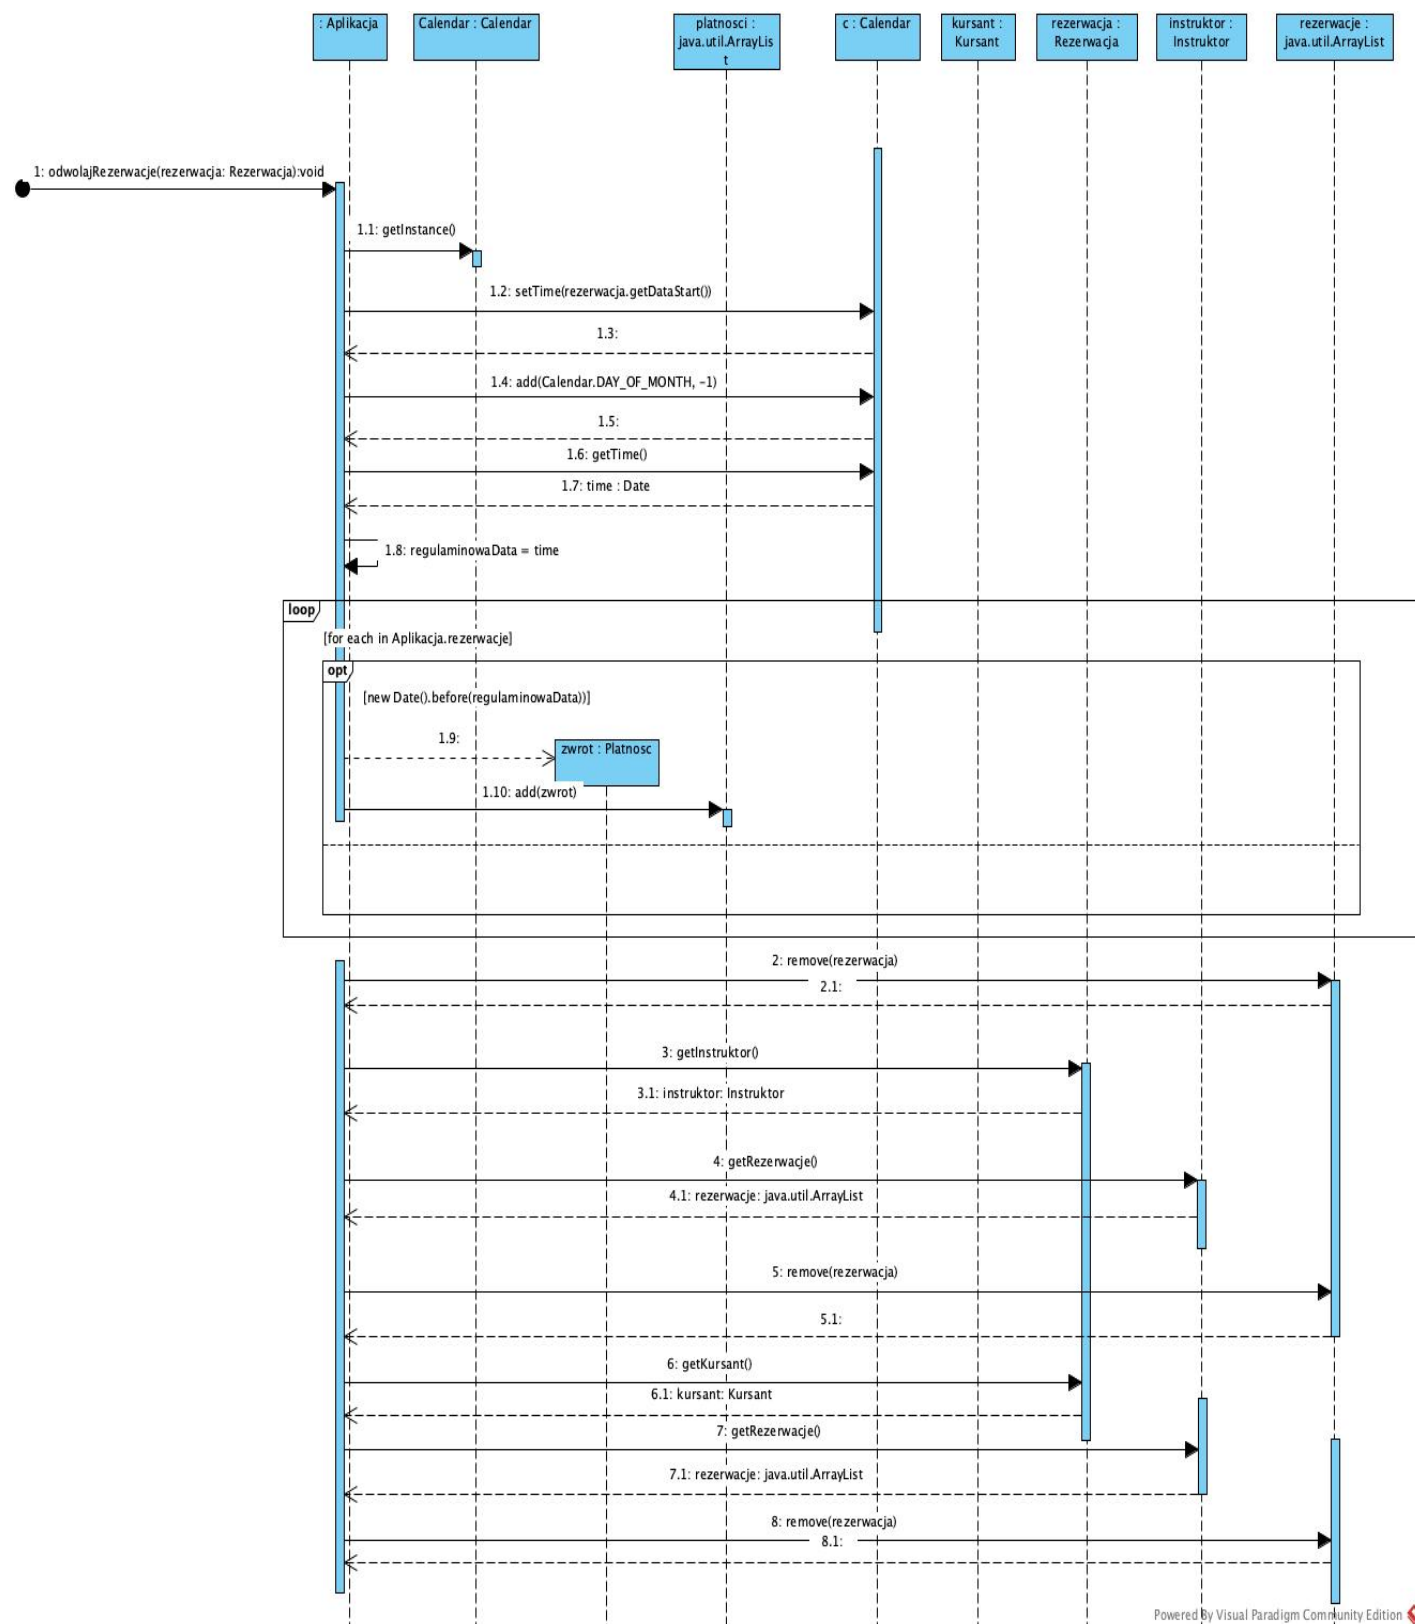 : Aplikacja
Calendar : Calendar
platnosci :
java.util.ArrayLis
t
c : Calendar
kursant :
Kursant
rezerwacja :
Rezerwacja
instruktor :
Instruktor
rezerwacje :
java.util.ArrayList
1: odwolajRezerwacje(rezerwacja: Rezerwacja):void
1.1: getInstance()
1.2: setTime(rezerwacja.getDataStart())
1.3:
1.4: add(Calendar.DAY_OF_MONTH, -1)
1.5:
1.6: getTime()
1.7: time : Date
1.8: regulaminowaData = time
loop
[for each in Aplikacja.rezerwacje]
opt
[new Date().before(regulaminowaData))]
1.9:
zwrot : Platnosc
1.10: add(zwrot)
2: remove(rezerwacja)
2.1:
3: getInstruktor()
3.1: instruktor: Instruktor
4: getRezerwacje()
4.1: rezerwacje: java.util.ArrayList
5: remove(rezerwacja)
5.1:
6: getKursant()
6.1: kursant: Kursant
7: getRezerwacje()
7.1: rezerwacje: java.util.ArrayList
8: remove(rezerwacja)
8.1:
Powered By Visual Paradigm Community Edition